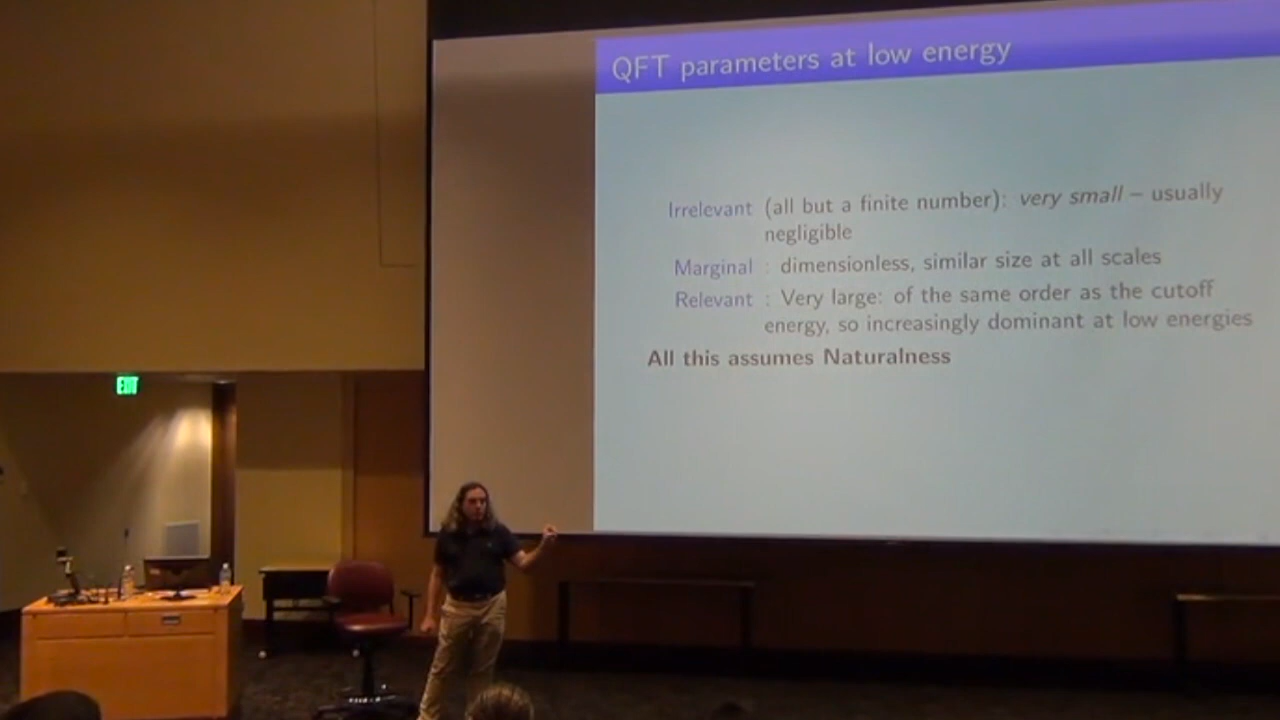 QFT parameters at low energy
Irrelevant (all but a finite number): very small – usually
negligible
Marginal : dimensionless, similar size at all scales
Relevant : Very large: of the same order as the cutoff
energy, so increasingly dominant at low energies
All this assumes Naturalness
EXIT